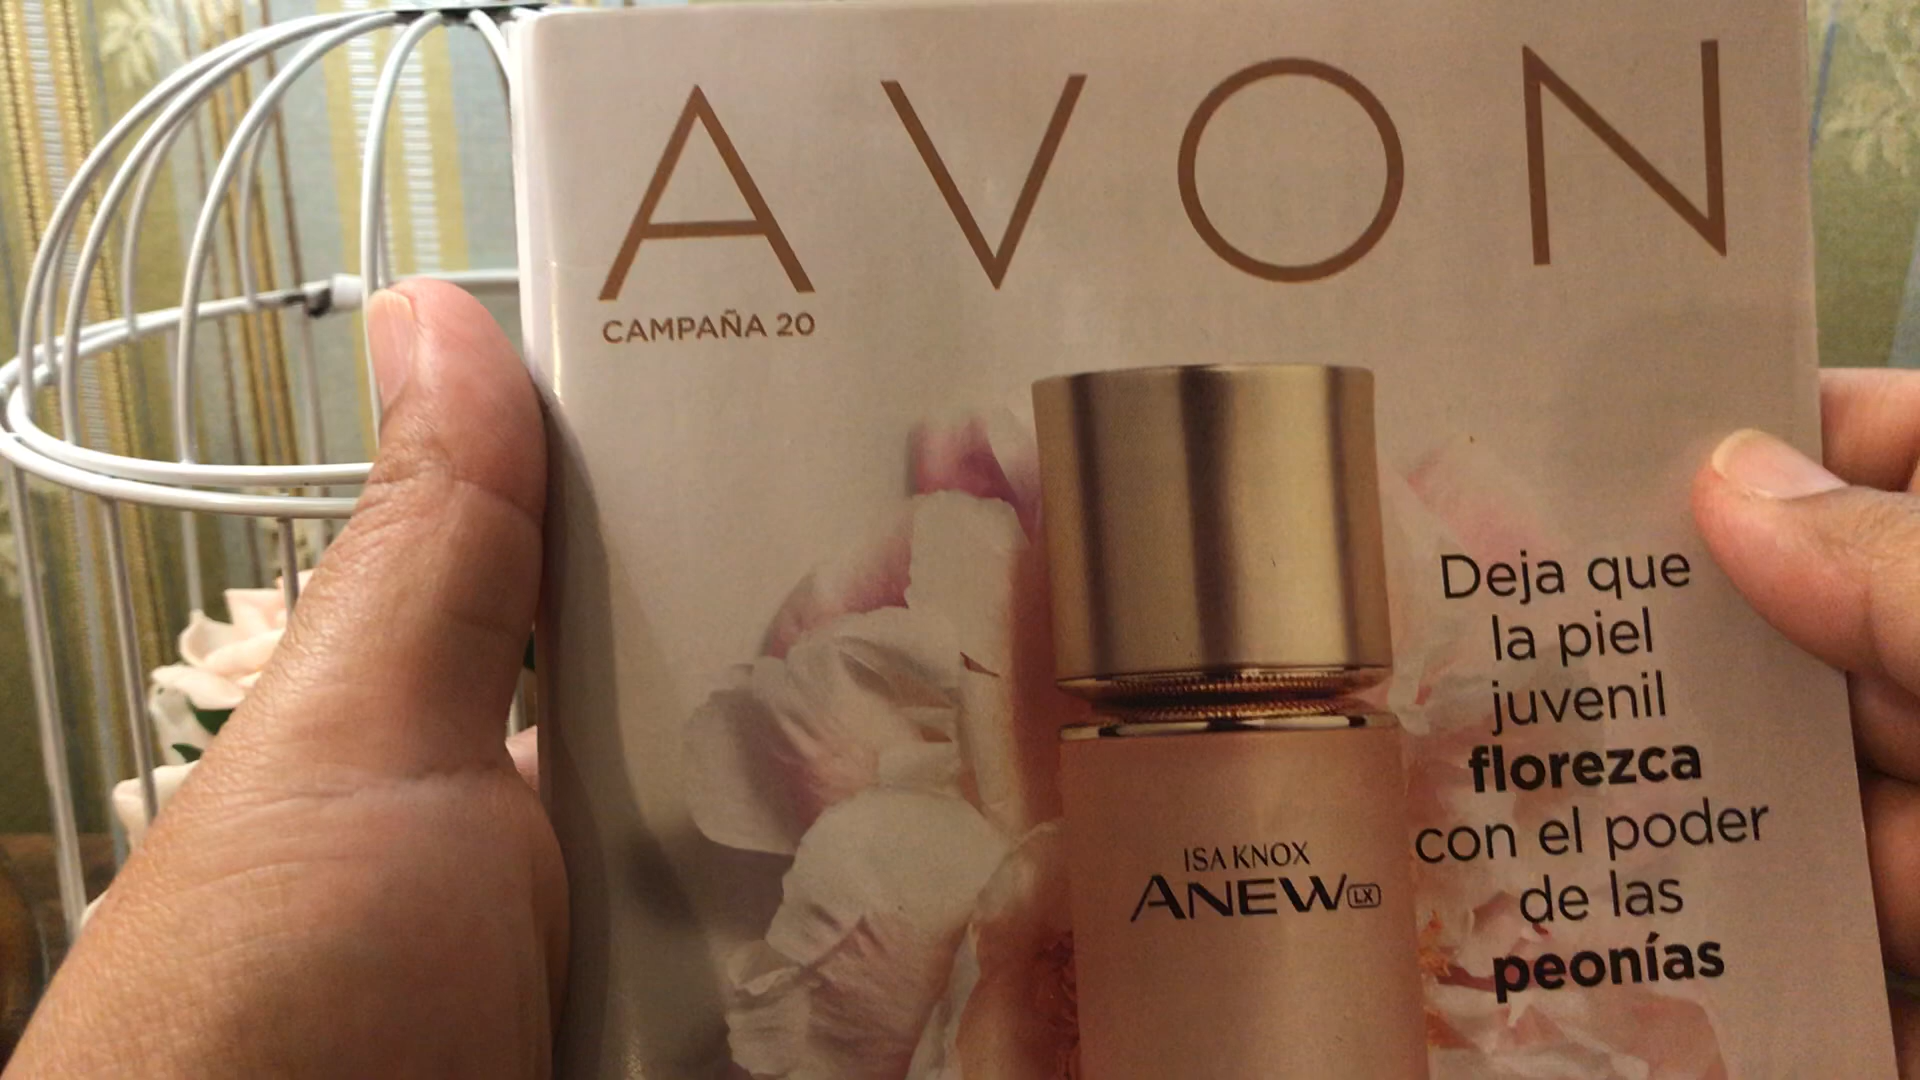 AVON
CAMPAÑA 20
Deja que
la piel
juvenil
florezca
con el poder
de las
peonías
ISA KNOX
ANEW LX